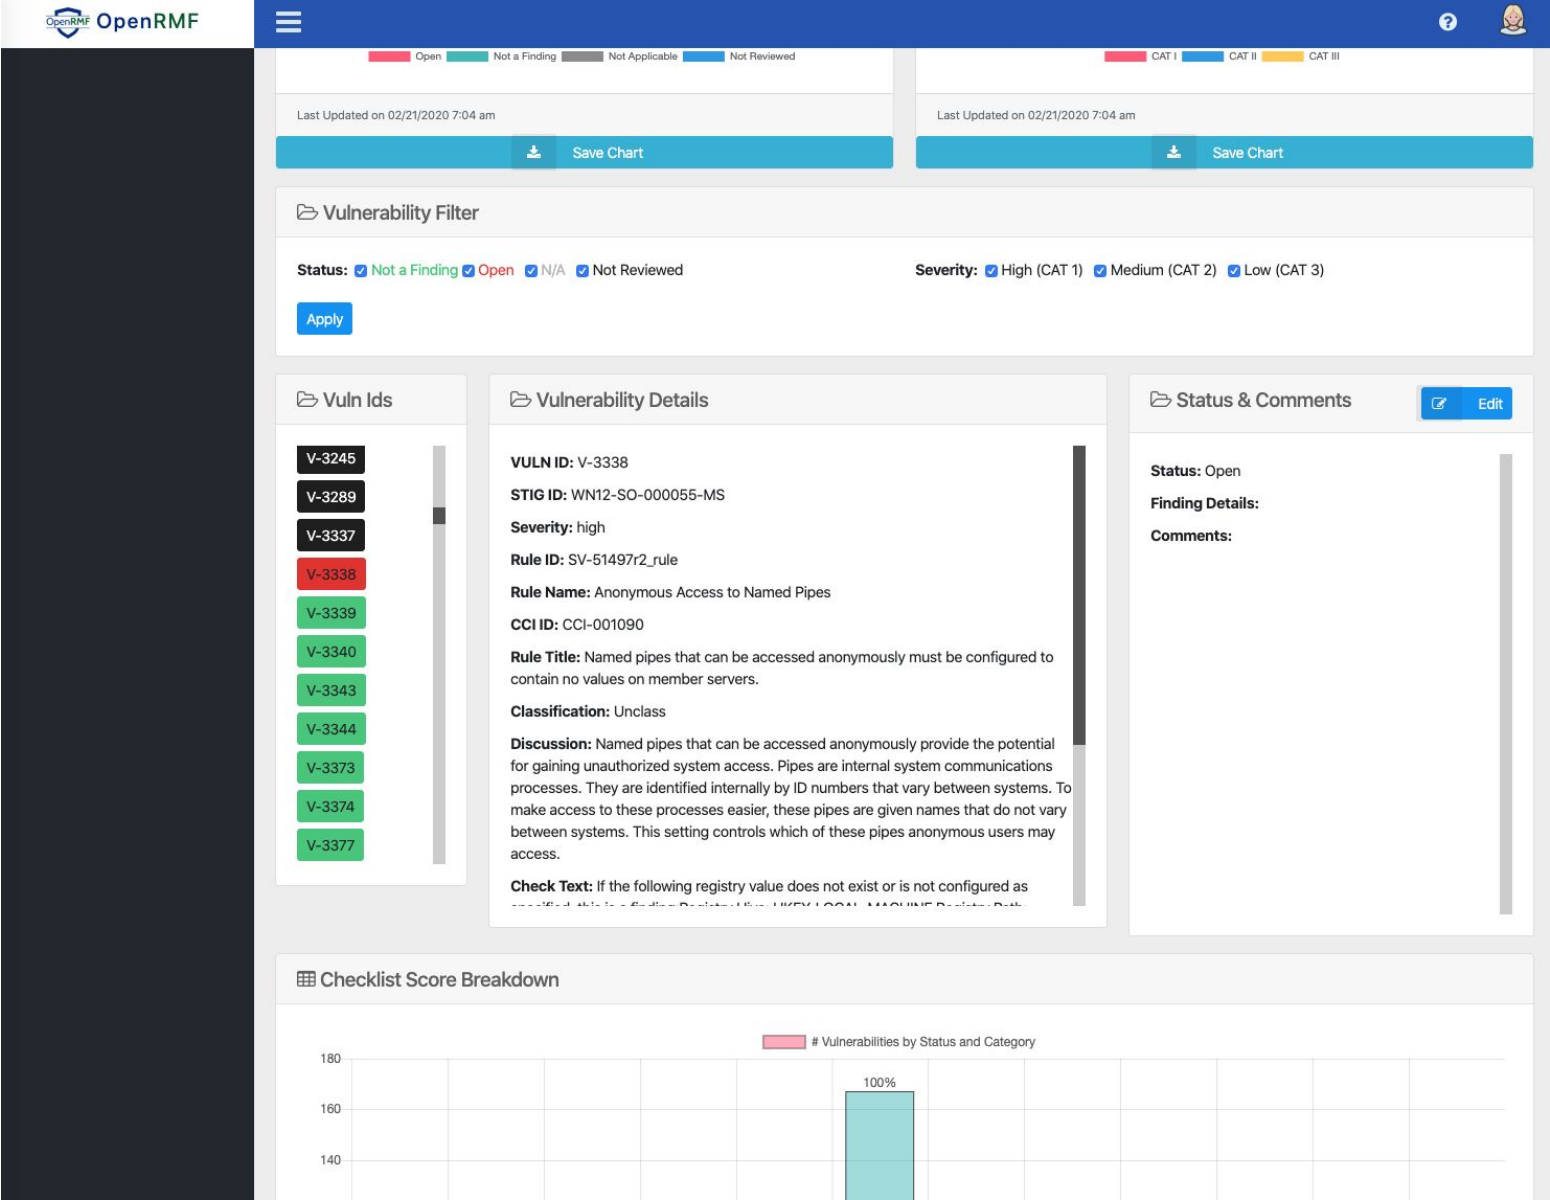 OpenRMF OpenRMF
Open Not a Finding Not Applicable Not Reviewed
CAT I CAT II CAT III
Last Updated on 02/21/2020 7:04 am
Last Updated on 02/21/2020 7:04 am
Save Chart
Save Chart
Vulnerability Filter
Status: Not a Finding Open N/A Not Reviewed
Severity: High (CAT 1) Medium (CAT 2) Low (CAT 3)
Apply
Vuln Ids
V-3245
V-3289
V-3337
V-3338
V-3339
V-3340
V-3343
V-3344
V-3373
V-3374
V-3377
Vulnerability Details
VULN ID: V-3338
STIG ID: WN12-SO-000055-MS
Severity: high
Rule ID: SV-51497r2_rule
Rule Name: Anonymous Access to Named Pipes
CCI ID: CCI-001090
Rule Title: Named pipes that can be accessed anonymously must be configured to
contain no values on member servers.
Classification: Unclass
Discussion: Named pipes that can be accessed anonymously provide the potential
for gaining unauthorized system access. Pipes are internal system communications
processes. They are identified internally by ID numbers that vary between systems. To
make access to these processes easier, these pipes are given names that do not vary
between systems. This setting controls which of these pipes anonymous users may
access.
Check Text: If the following registry value does not exist or is not configured as
specified, this is a finding Registry Hive: HKEY_LOCAL_MACHINE Registry Path:
Status & Comments
Edit
Status: Open
Finding Details:
Comments:
Checklist Score Breakdown
# Vulnerabilities by Status and Category
180
100%
160
140